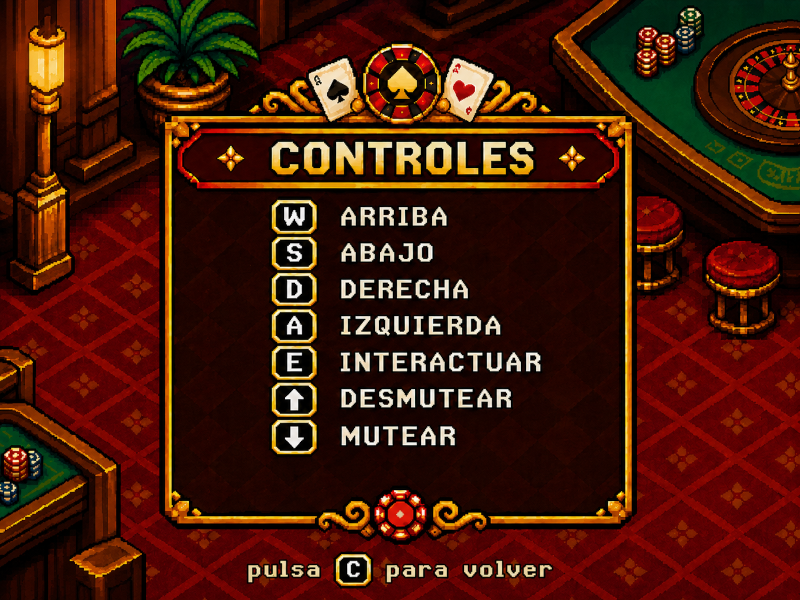 CONTROLES
W ARRIBA
S ABAJO
D DERECHA
A IZQUIERDA
E INTERACTUAR
↑ DESMUTEAR
↓ MUTEAR
pulsa C para volver